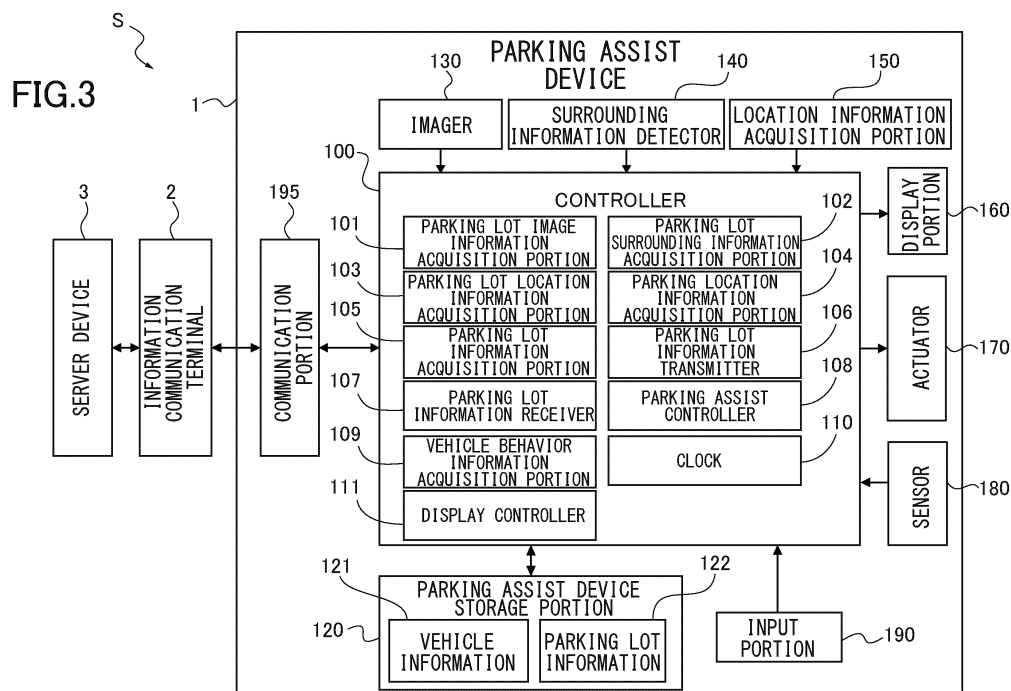 S
FIG.3
1
PARKING ASSIST
DEVICE
130
140
150
IMAGER
SURROUNDING
INFORMATION DETECTOR
LOCATION INFORMATION
ACQUISITION PORTION
100
CONTROLLER
102
DISPLAY
PORTION
160
3
2
195
101
PARKING LOT IMAGE
INFORMATION
ACQUISITION PORTION
PARKING LOT
SURROUNDING INFORMATION
ACQUISITION PORTION
103
PARKING LOT LOCATION
INFORMATION
ACQUISITION PORTION
PARKING LOCATION
INFORMATION
ACQUISITION PORTION
104
105
PARKING LOT
INFORMATION
ACQUISITION PORTION
PARKING LOT
INFORMATION
TRANSMITTER
106
SERVER DEVICE
INFORMATION
COMMUNICATION
TERMINAL
COMMUNICATION
PORTION
ACTUATOR
170
107
PARKING LOT
INFORMATION RECEIVER
PARKING ASSIST
CONTROLLER
108
109
VEHICLE BEHAVIOR
INFORMATION
ACQUISITION PORTION
CLOCK
110
111
DISPLAY CONTROLLER
SENSOR
180
121
122
PARKING ASSIST DEVICE
STORAGE PORTION
120
VEHICLE
INFORMATION
PARKING LOT
INFORMATION
INPUT
PORTION
190